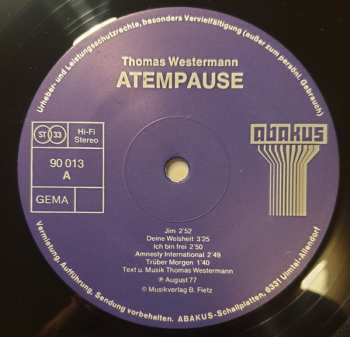 Urheber- und Leistungsschutzrechte, besonders Vervielfältigung (außer zum persönl. Gebrauch)
Thomas Westermann
ATEMPAUSE
ST 33
Hi-Fi
Stereo
90 013
A
GEMA
abakus
Jim 2'52
Deine Weisheit 3'25
Ich bin frei 2'50
Amnesty International 2'49
Trüber Morgen 1'40
Text u. Musik Thomas Westermann
Ⓟ August 77
© Musikverlag B. Fietz
Vermietung, Aufführung, Sendung vorbehalten. ABAKUS-Schallplatten, 6331 Ulmtal-Allendorf